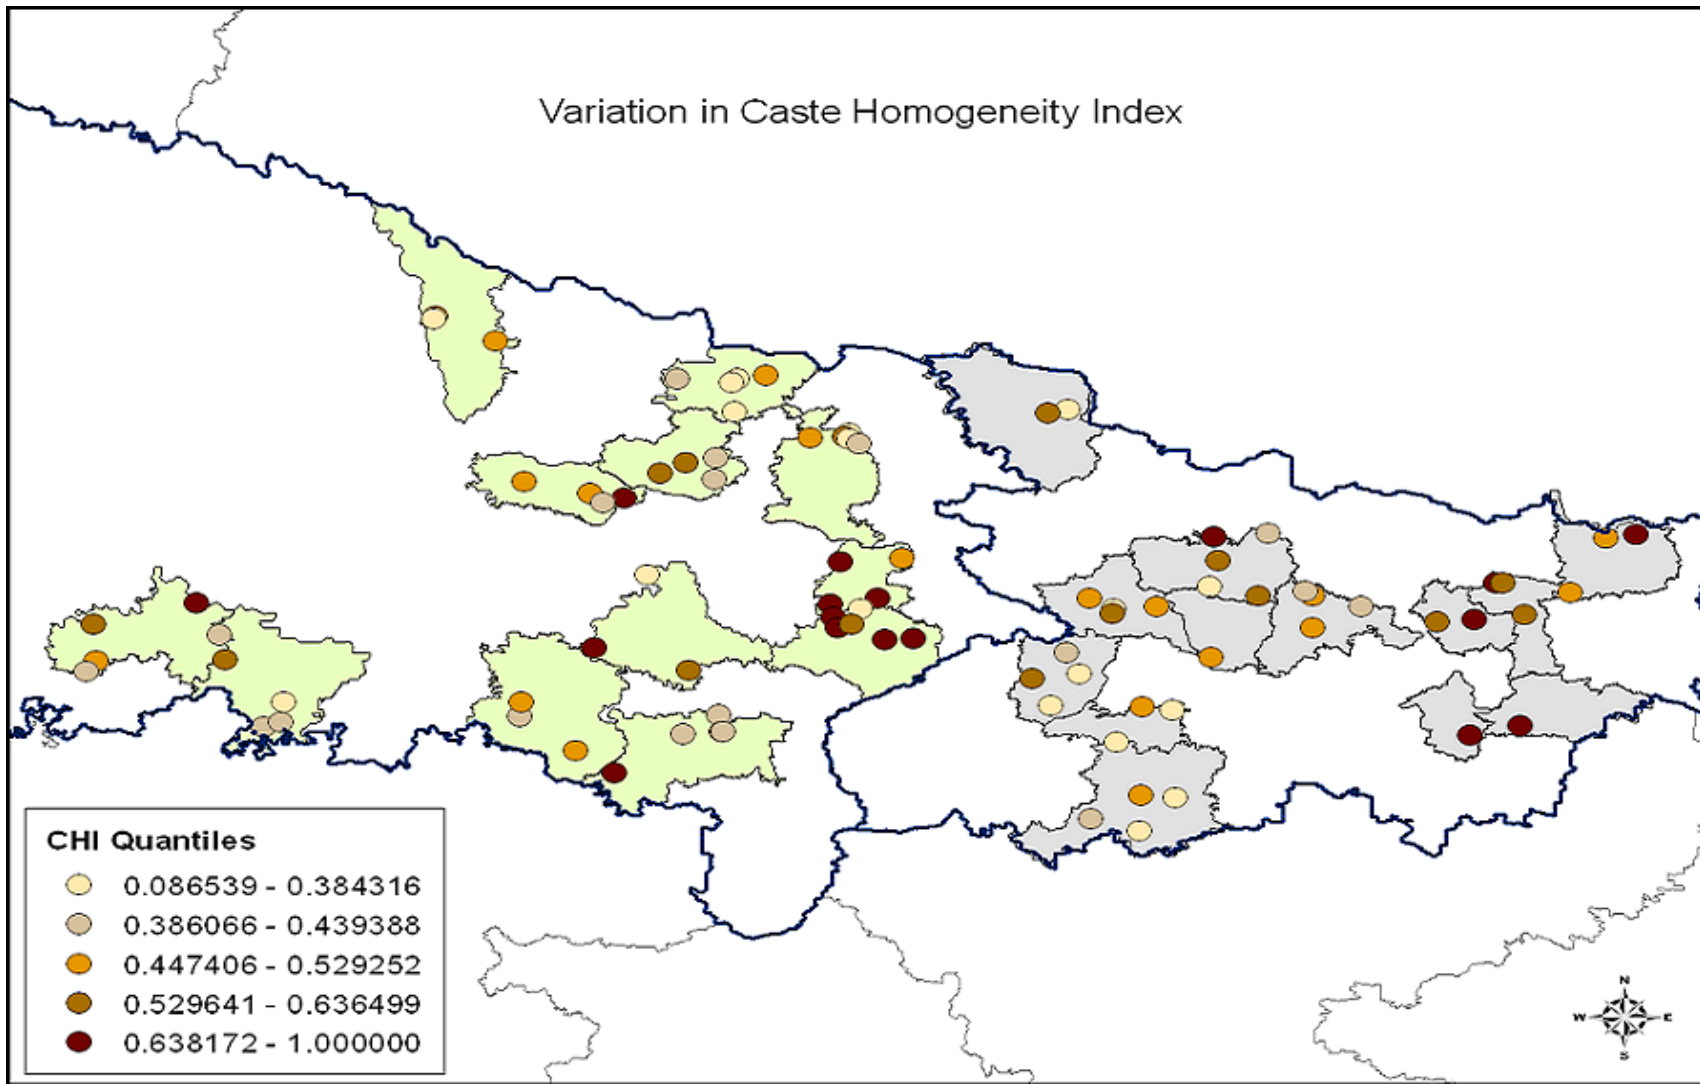 Variation in Caste Homogeneity Index
CHI Quantiles
0.086539 - 0.384316
0.386066 - 0.439388
0.447406 - 0.529252
0.529641 - 0.636499
0.638172 - 1.000000
N
W E
S